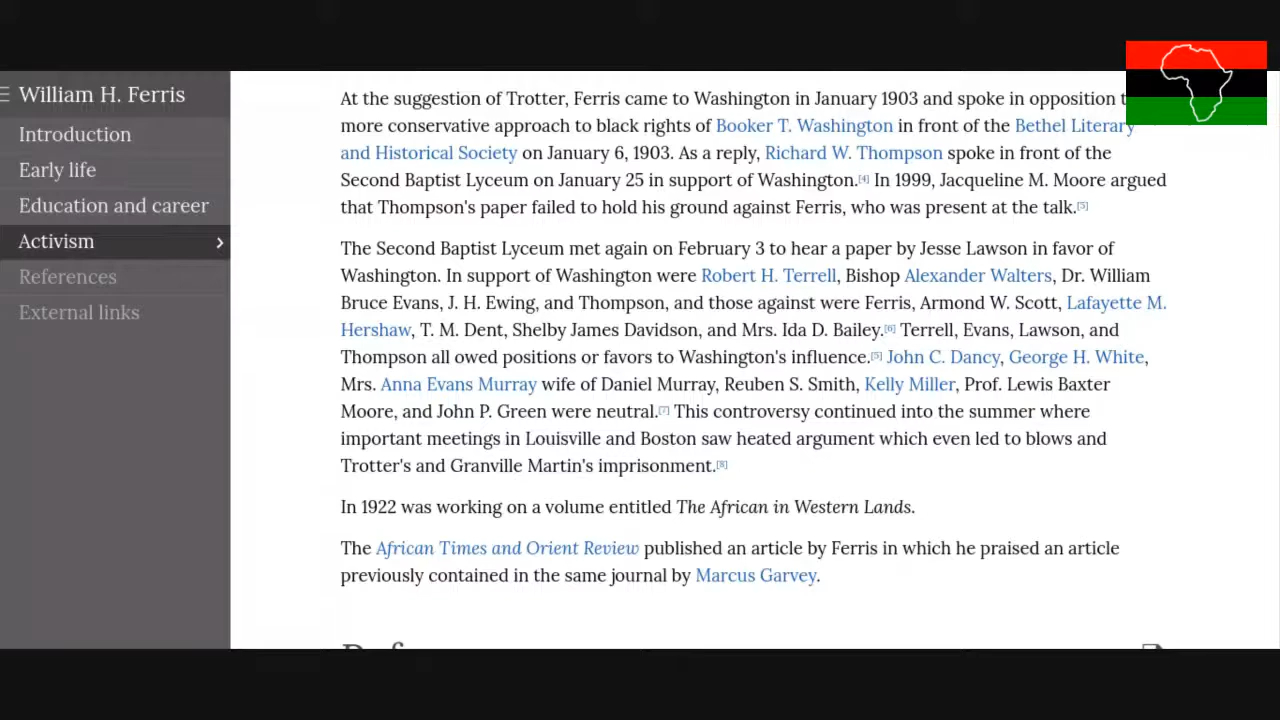 William H. Ferris
Introduction
Early life
Education and career
Activism
References
External links
At the suggestion of Trotter, Ferris came to Washington in January 1903 and spoke in opposition
more conservative approach to black rights of Booker T. Washington in front of the Bethel Literary
and Historical Society on January 6, 1903. As a reply, Richard W. Thompson spoke in front of the
Second Baptist Lyceum on January 25 in support of Washington.[4] In 1999, Jacqueline M. Moore argued
that Thompson's paper failed to hold his ground against Ferris, who was present at the talk.[5]
The Second Baptist Lyceum met again on February 3 to hear a paper by Jesse Lawson in favor of
Washington. In support of Washington were Robert H. Terrell, Bishop Alexander Walters, Dr. William
Bruce Evans, J. H. Ewing, and Thompson, and those against were Ferris, Armond W. Scott, Lafayette M.
Hershaw, T. M. Dent, Shelby James Davidson, and Mrs. Ida D. Bailey.[6] Terrell, Evans, Lawson, and
Thompson all owed positions or favors to Washington's influence.[5] John C. Dancy, George H. White,
Mrs. Anna Evans Murray wife of Daniel Murray, Reuben S. Smith, Kelly Miller, Prof. Lewis Baxter
Moore, and John P. Green were neutral.[7] This controversy continued into the summer where
important meetings in Louisville and Boston saw heated argument which even led to blows and
Trotter's and Granville Martin's imprisonment.[8]
In 1922 was working on a volume entitled The African in Western Lands.
The African Times and Orient Review published an article by Ferris in which he praised an article
previously contained in the same journal by Marcus Garvey.